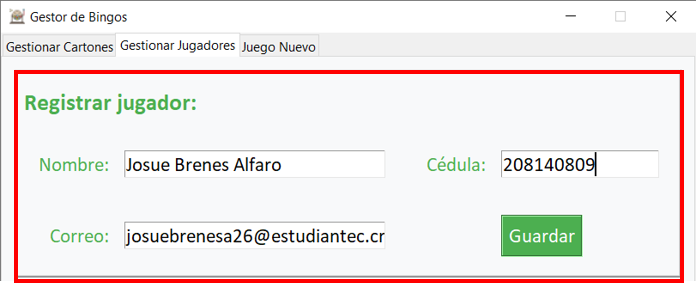 Gestor de Bingos
Gestionar Cartones Gestionar Jugadores Juego Nuevo
Registrar jugador:
Nombre: Josue Brenes Alfaro Cédula: 208140809
Correo: josuebrenesa26@estudiantec.cr Guardar